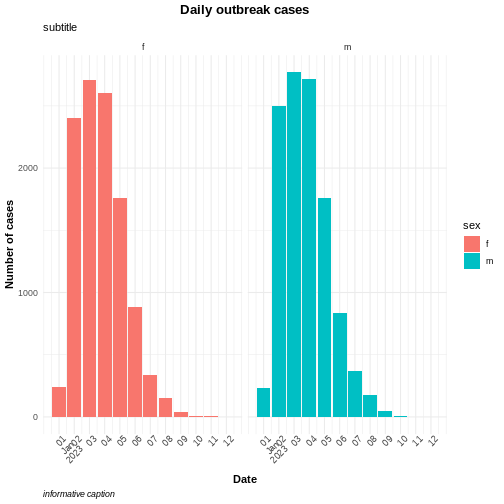 Daily outbreak cases
subtitle
f m
2000
1000
0
Number of cases
01 02 03 04 05 06 07 08 09 10 11 12
Jan
2023
01 02 03 04 05 06 07 08 09 10 11 12
Jan
2023
Date
sex
f
m
informative caption